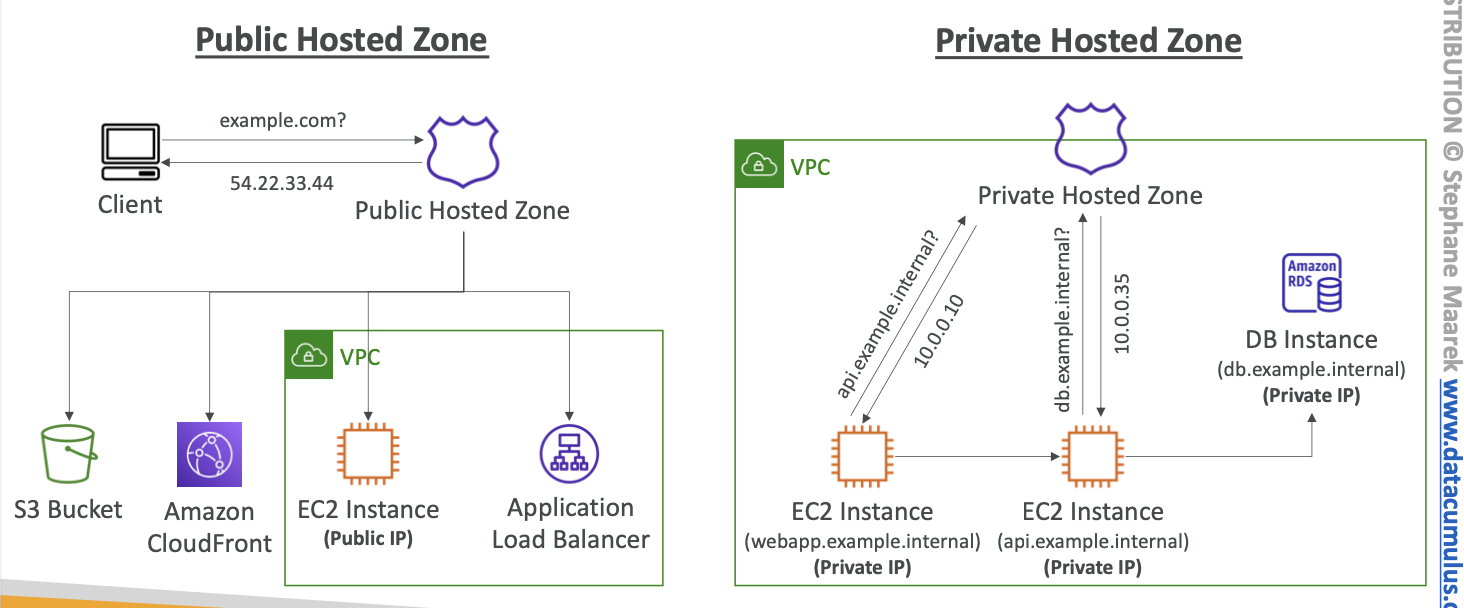 Public Hosted Zone
example.com?
54.22.33.44
Client
Public Hosted Zone
VPC
S3 Bucket
Amazon
CloudFront
EC2 Instance
(Public IP)
Application
Load Balancer
Private Hosted Zone
VPC
Private Hosted Zone
api.example.internal?
10.0.0.10
db.example.internal?
10.0.0.35
Amazon
RDS
DB Instance
(db.example.internal)
(Private IP)
EC2 Instance
(webapp.example.internal)
(Private IP)
EC2 Instance
(api.example.internal)
(Private IP)
STRIBUTION © Stephane Maarek www.datacumulus.c